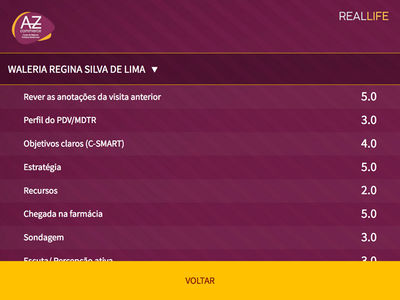 AZ
commerce
REALLIFE
WALERIA REGINA SILVA DE LIMA
Rever as anotações da visita anterior 5.0
Perfil do PDV/MDTR 3.0
Objetivos claros (C-SMART) 4.0
Estratégia 5.0
Recursos 2.0
Chegada na farmácia 5.0
Sondagem 3.0
Escuta/ Percepção ativa 3.0
VOLTAR